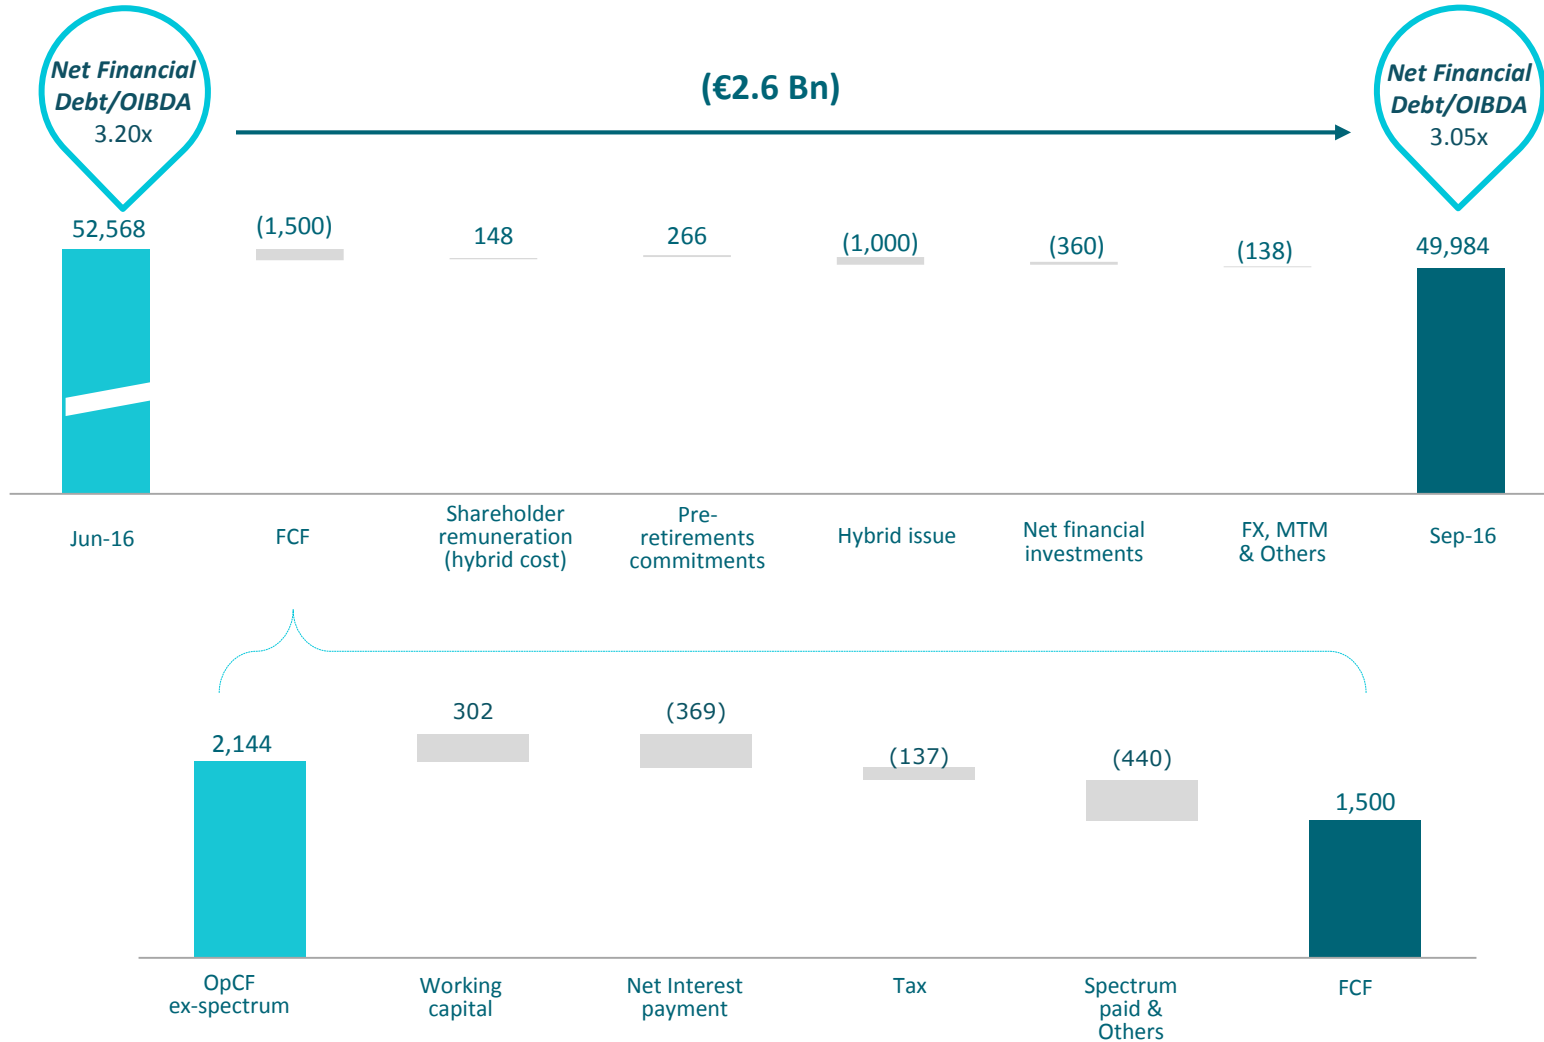 Net Financial
Debt/OIBDA
3.20x
(€2.6 Bn)
Net Financial
Debt/OIBDA
3.05x
52,568
(1,500)
148
266
(1,000)
(360)
(138)
49,984
Jun-16
FCF
Shareholder
remuneration
(hybrid cost)
Pre-
retirements
commitments
Hybrid issue
Net financial
investments
FX, MTM
& Others
Sep-16
2,144
302
(369)
(137)
(440)
1,500
OpCF
ex-spectrum
Working
capital
Net Interest
payment
Tax
Spectrum
paid &
Others
FCF